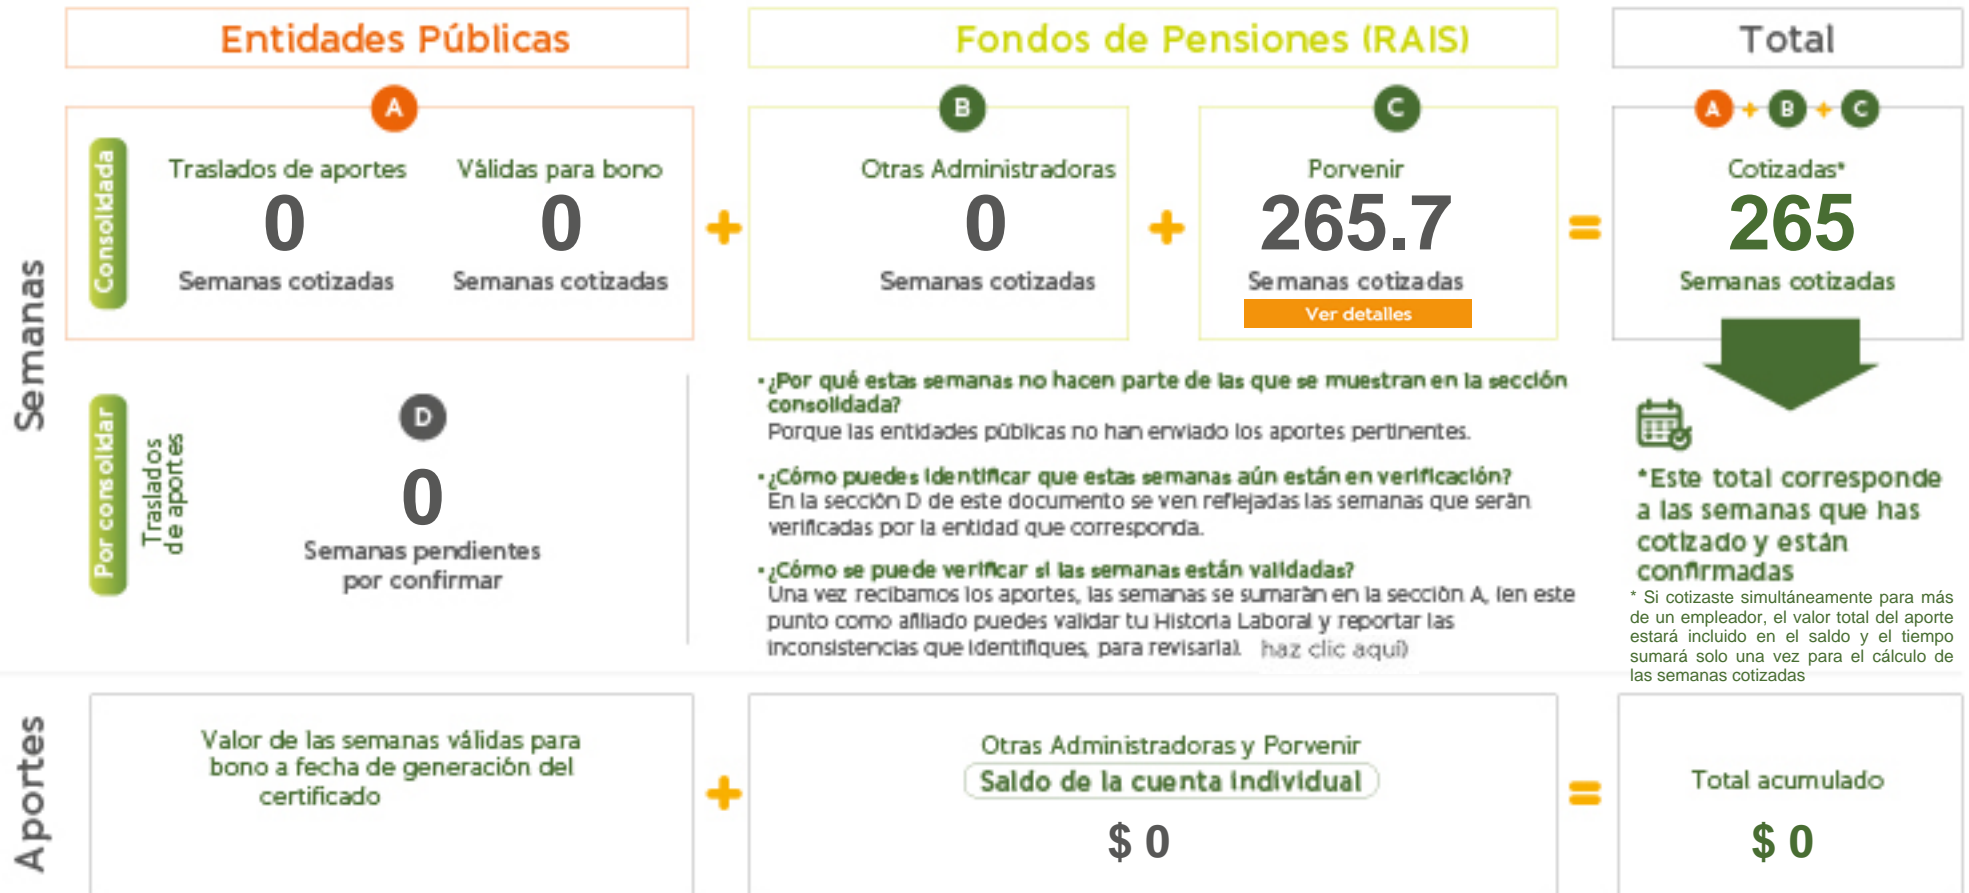 Entidades Públicas
Fondos de Pensiones (RAIS)
Total
Semanas
Consolidada
A
Traslados de aportes
0
Semanas cotizadas
Válidas para bono
0
Semanas cotizadas
+
B
Otras Administradoras
0
Semanas cotizadas
+
C
Porvenir
265.7
Semanas cotizadas
Ver detalles
=
A + B + C
Cotizadas*
265
Semanas cotizadas
Por consolidar
Traslados
de aportes
D
0
Semanas pendientes
por confirmar
• ¿Por qué estas semanas no hacen parte de las que se muestran en la sección
consolidada?
Porque las entidades públicas no han enviado los aportes pertinentes.
• ¿Cómo puedes identificar que estas semanas aún están en verificación?
En la sección D de este documento se ven reflejadas las semanas que serán
verificadas por la entidad que corresponda.
• ¿Cómo se puede verificar si las semanas están validadas?
Una vez recibamos los aportes, las semanas se sumarán en la sección A, (en este
punto como afiliado puedes validar tu Historia Laboral y reportar las
inconsistencias que identifiques, para revisarla). haz clic aquí)
*Este total corresponde
a las semanas que has
cotizado y están
confirmadas
* Si cotizaste simultáneamente para más
de un empleador, el valor total del aporte
estará incluido en el saldo y el tiempo
sumará solo una vez para el cálculo de
las semanas cotizadas
Aportes
Valor de las semanas válidas para
bono a fecha de generación del
certificado
+
Otras Administradoras y Porvenir
Saldo de la cuenta individual
$ 0
=
Total acumulado
$ 0